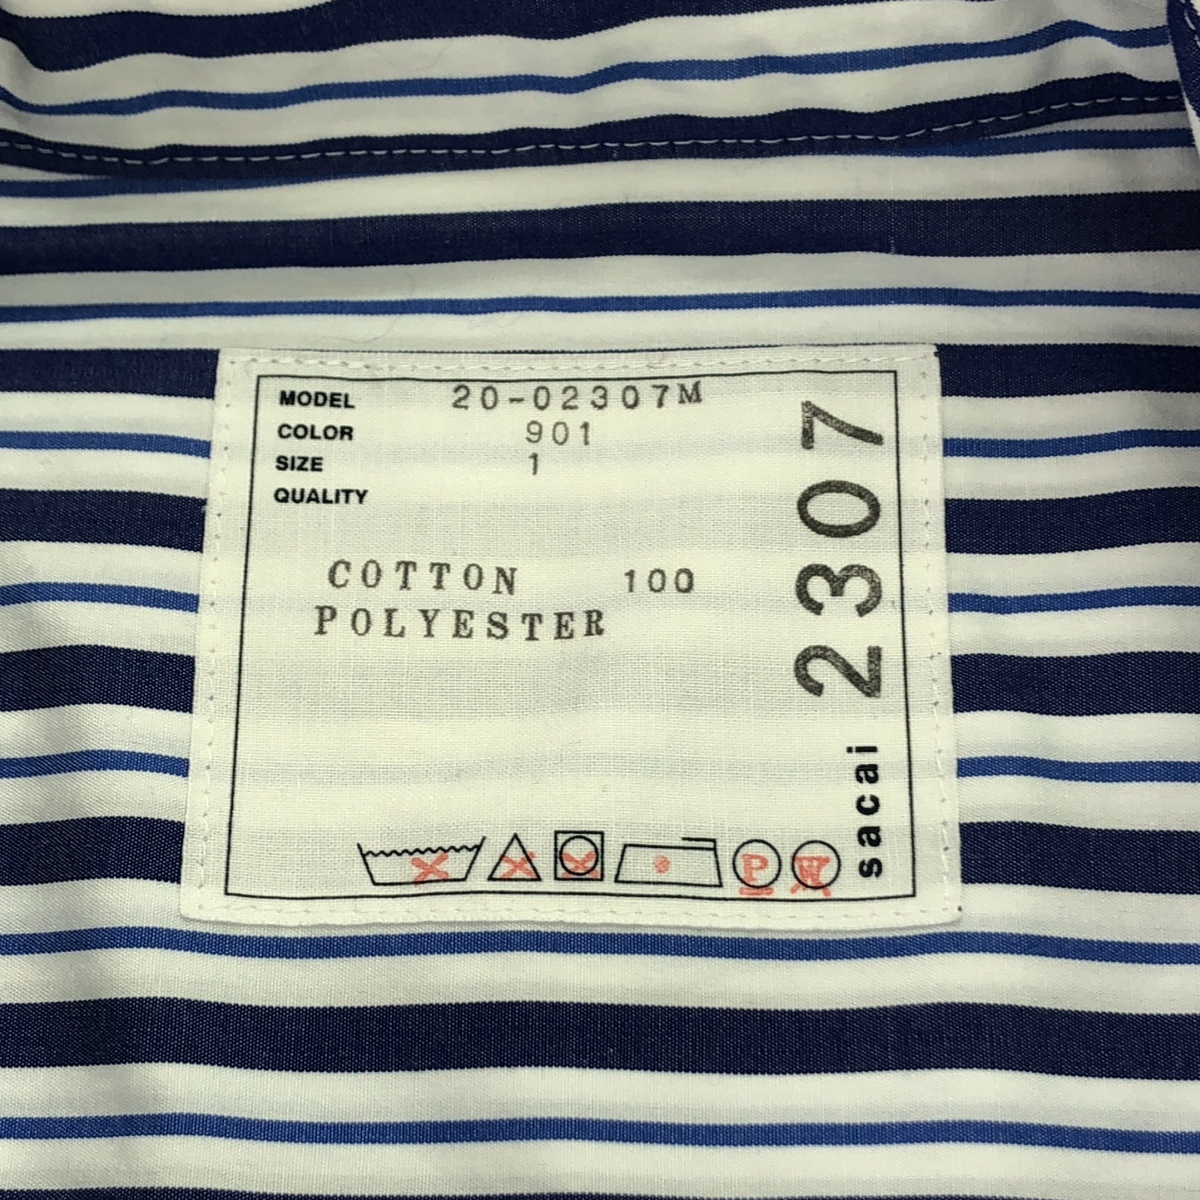 MODEL 20-02307M
COLOR 901
SIZE 1
QUALITY
COTTON 100
POLYESTER
P W
2307
sacai